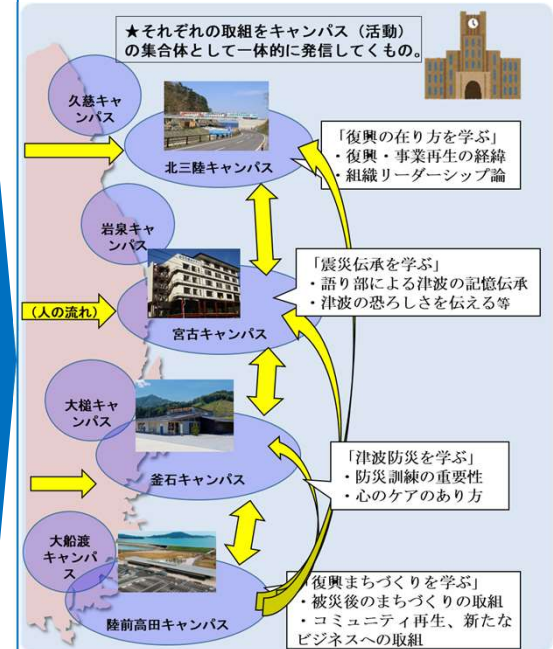 ★それぞれの取組をキャンパス（活動）
の集合体として一体的に発信してくもの。
久慈キャ
ンパス
北三陸キャンパス
「復興の在り方を学ぶ」
・復興・事業再生の経緯
・組織リーダーシップ論
岩泉キャ
ンパス
(人の流れ)
宮古キャンパス
「震災伝承を学ぶ」
・語り部による津波の記憶伝承
・津波の恐ろしさを伝える等
大槌キャ
ンパス
釜石キャンパス
「津波防災を学ぶ」
・防災訓練の重要性
・心のケアのあり方
大船渡
キャンパ
ス
陸前高田キャンパス
「復興まちづくりを学ぶ」
・被災後のまちづくりの取組
・コミュニティ再生、新たな
ビジネスへの取組